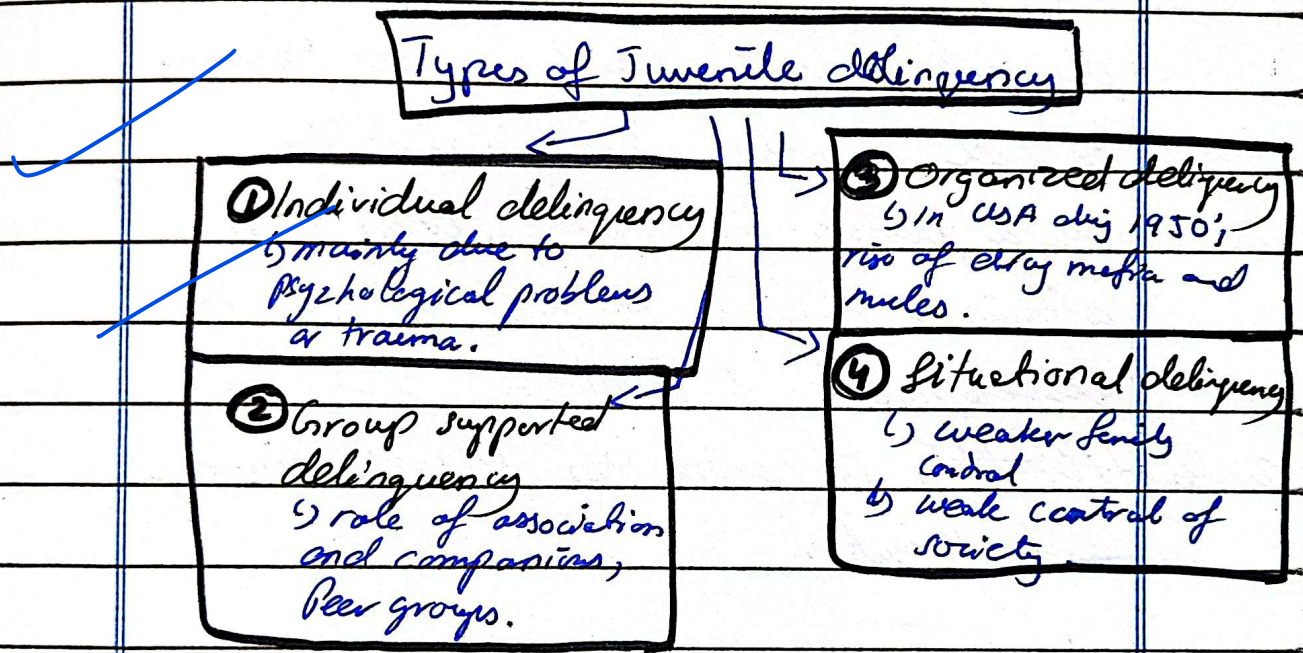 Types of Juvenile delinquency
① Individual delinquency
↳ mainly due to
psychological problems
or trauma.
② Group supported
delinquency
↳ role of association
and companions,
Peer groups.
③ Organized deliquency
↳ In USA 1950's
rise of drug mafia and
mules.
④ Situational delinquency
↳ weaker family
control
↳ weak control of
society